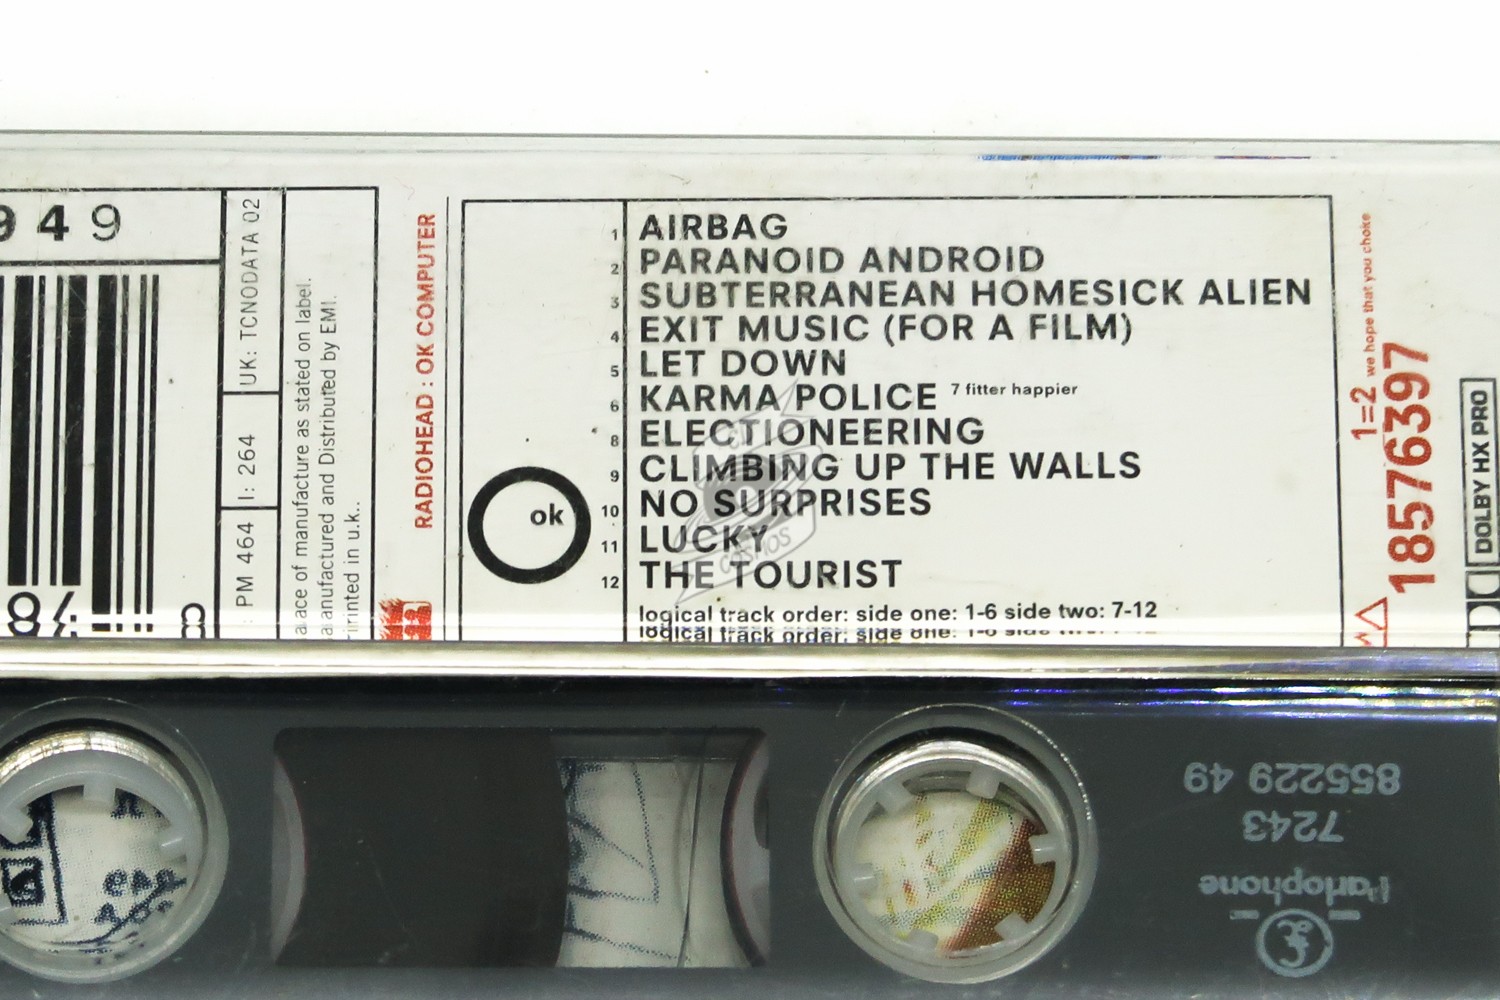 949
84
8
UK: TCNODATA 02
I: 264
PM 464
ace of manufacture as stated on label.
anufactured and Distributed by EMI.
rinted in u.k..
RADIOHEAD : OK COMPUTER
ok
1 AIRBAG
2 PARANOID ANDROID
3 SUBTERRANEAN HOMESICK ALIEN
4 EXIT MUSIC (FOR A FILM)
5 LET DOWN
6 KARMA POLICE 7 fitter happier
8 ELECTIONEERING
9 CLIMBING UP THE WALLS
10 NO SURPRISES
11 LUCKY
12 THE TOURIST
logical track order: side one: 1-6 side two: 7-12
1=2 we hope that you choke
18576397
DOLBY HX PRO
COSMOS
855229 49
7243
Parlophone